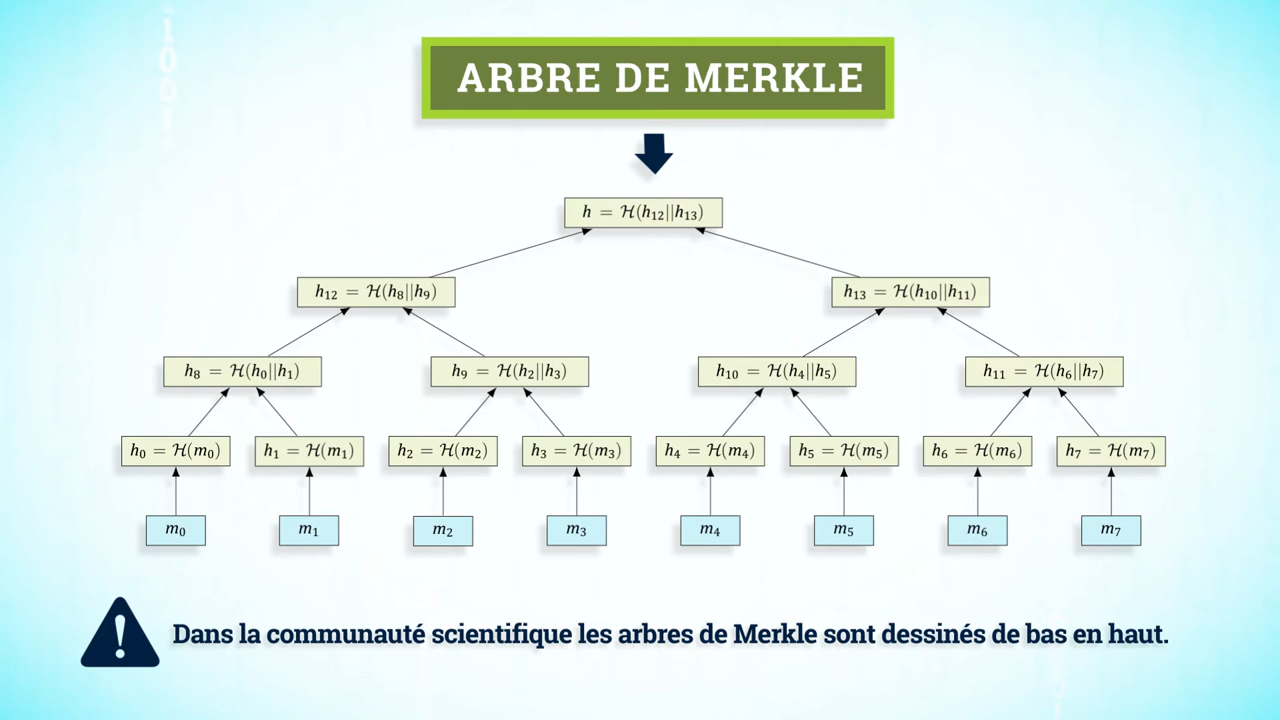 ARBRE DE MERKLE
h = ℋ(h₁₂||h₁₃)
h₁₂ = ℋ(h₈||h₉)
h₁₃ = ℋ(h₁₀||h₁₁)
h₈ = ℋ(h₀||h₁)
h₉ = ℋ(h₂||h₃)
h₁₀ = ℋ(h₄||h₅)
h₁₁ = ℋ(h₆||h₇)
h₀ = ℋ(m₀)
h₁ = ℋ(m₁)
h₂ = ℋ(m₂)
h₃ = ℋ(m₃)
h₄ = ℋ(m₄)
h₅ = ℋ(m₅)
h₆ = ℋ(m₆)
h₇ = ℋ(m₇)
m₀
m₁
m₂
m₃
m₄
m₅
m₆
m₇
Dans la communauté scientifique les arbres de Merkle sont dessinés de bas en haut.